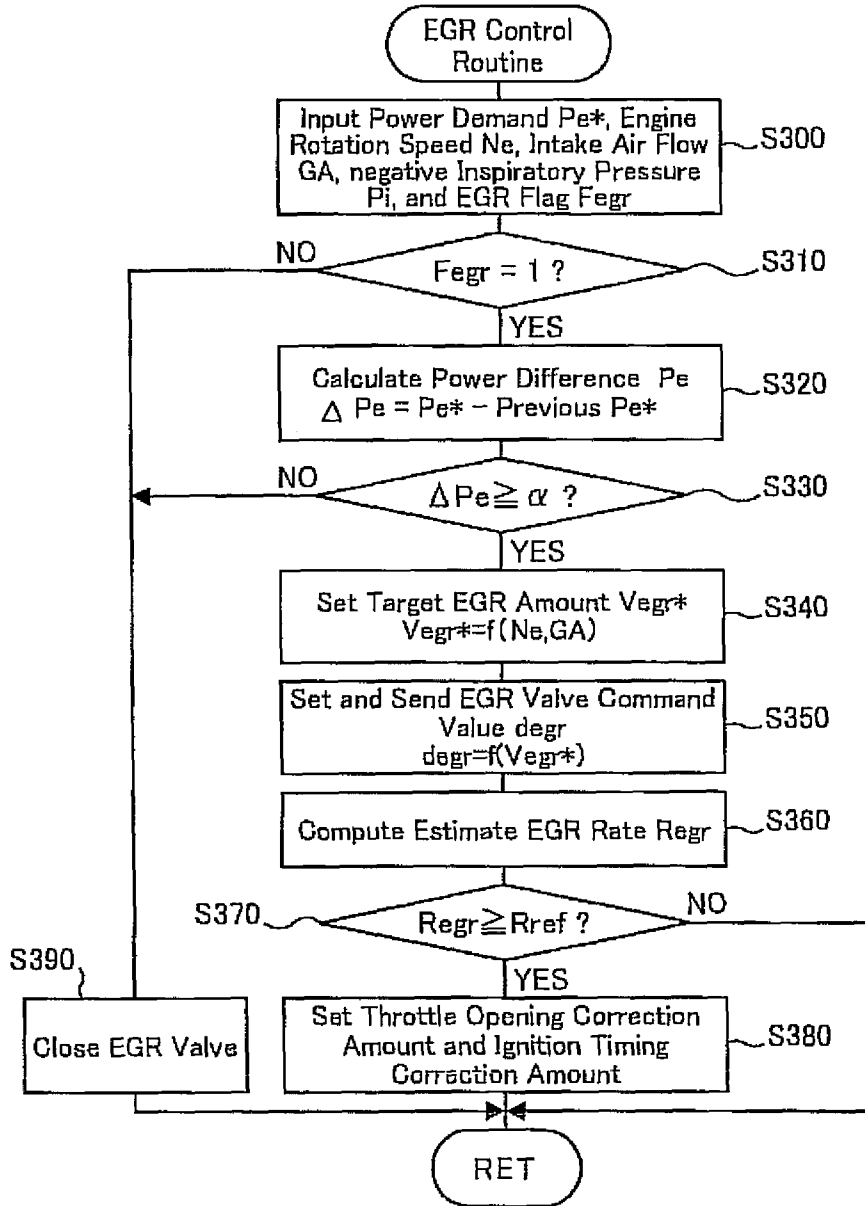 EGR Control
Routine
Input Power Demand Pe*, Engine
Rotation Speed Ne, Intake Air Flow
GA, negative Inspiratory Pressure
Pi, and EGR Flag Fegr
S300
NO
Fegr = 1 ?
S310
YES
Calculate Power Difference Pe
Δ Pe = Pe* – Previous Pe*
S320
NO
ΔPe≧α ?
S330
YES
Set Target EGR Amount Vegr*
Vegr*=f(Ne,GA)
S340
Set and Send EGR Valve Command
Value degr
degr=f(Vegr*)
S350
Compute Estimate EGR Rate Regr
S360
S370
Regr≧Rref ?
NO
S390
YES
Close EGR Valve
Set Throttle Opening Correction
Amount and Ignition Timing
Correction Amount
S380
RET